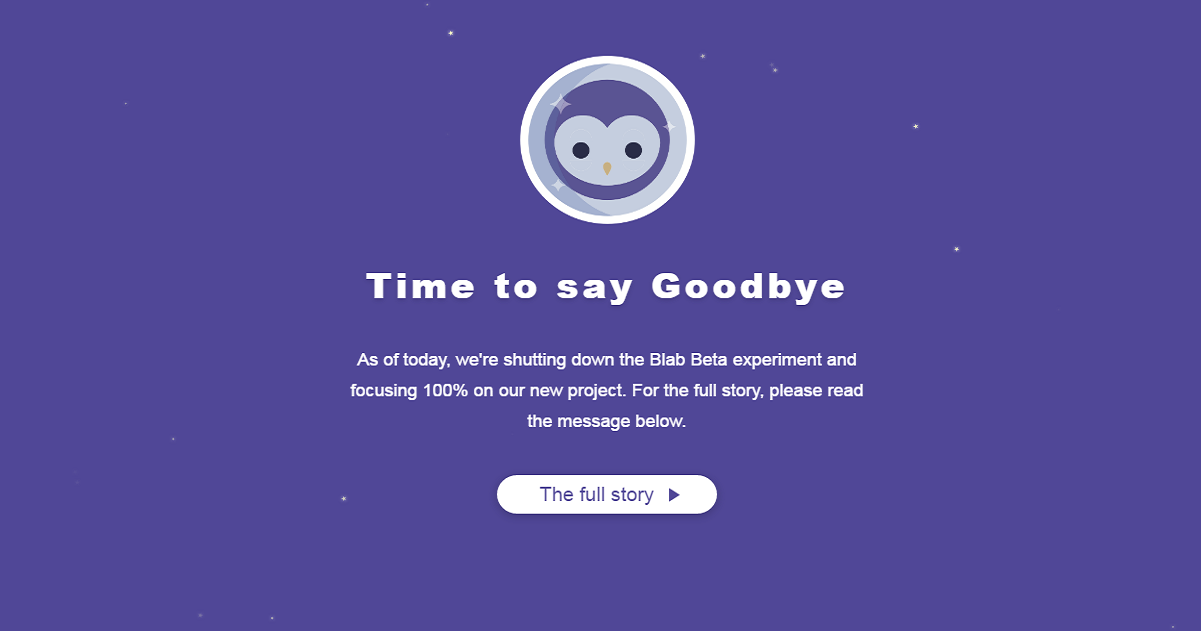 Time to say Goodbye
As of today, we're shutting down the Blab Beta experiment and
focusing 100% on our new project. For the full story, please read
the message below.
The full story